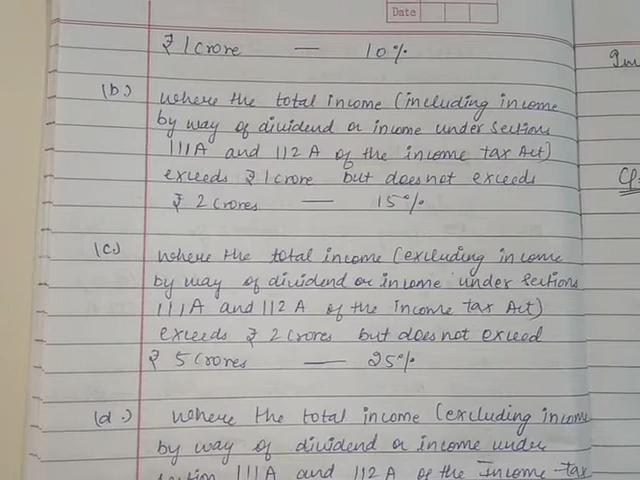 Date
₹ 1 crore — 10%
(b.) where the total income (including income
by way of dividend or income under sections
111A and 112A of the income tax Act)
exceeds ₹ 1 crore but does not exceeds
₹ 2 crores — 15%
(c.) where the total income (excluding income
by way of dividend or income under sections
111A and 112A of the Income tax Act)
exceeds ₹ 2 crores but does not exceed
₹ 5 crores — 25%
(d.) where the total income (excluding income
by way of dividend or income under
section 111A and 112A of the Income-tax